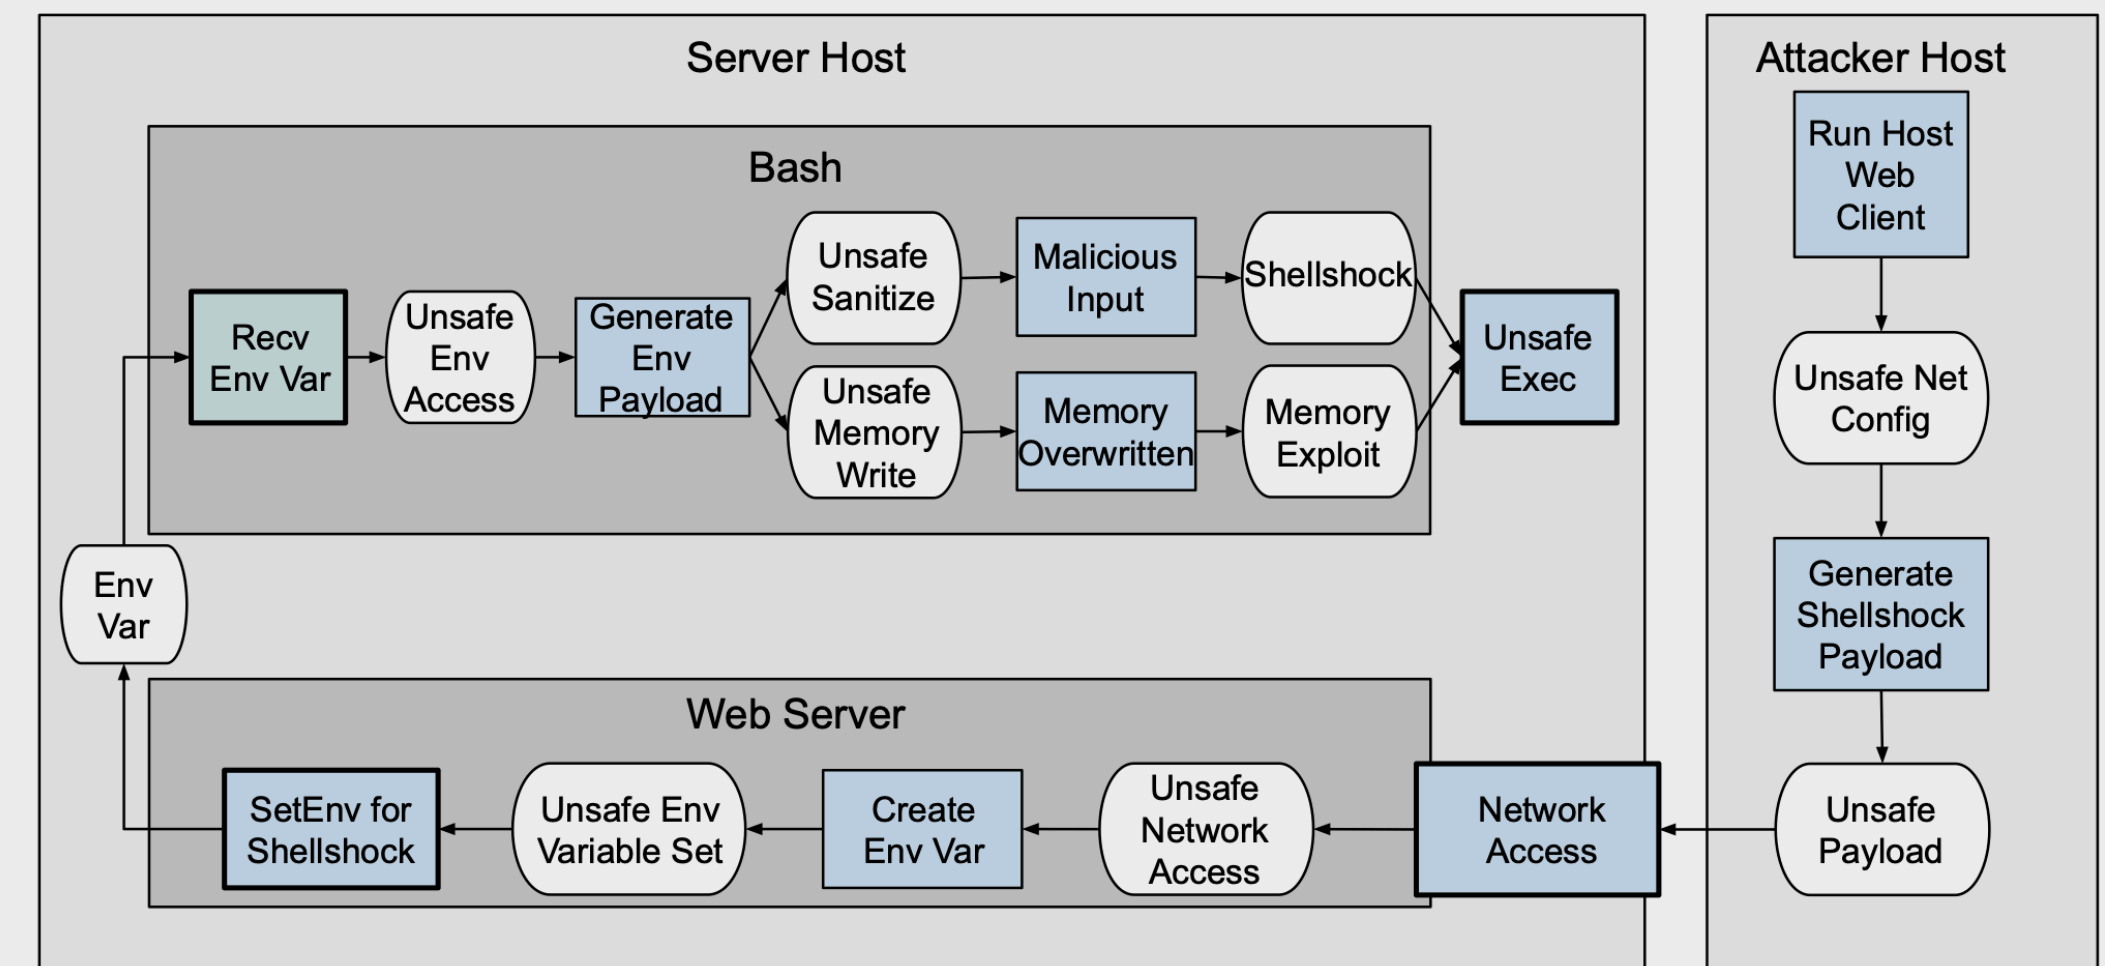 Server Host
Bash
Recv
Env Var
Unsafe
Env
Access
Generate
Env
Payload
Unsafe
Sanitize
Malicious
Input
Shellshock
Unsafe
Memory
Write
Memory
Overwritten
Memory
Exploit
Unsafe
Exec
Env
Var
Web Server
SetEnv for
Shellshock
Unsafe Env
Variable Set
Create
Env Var
Unsafe
Network
Access
Network
Access
Attacker Host
Run Host
Web
Client
Unsafe Net
Config
Generate
Shellshock
Payload
Unsafe
Payload